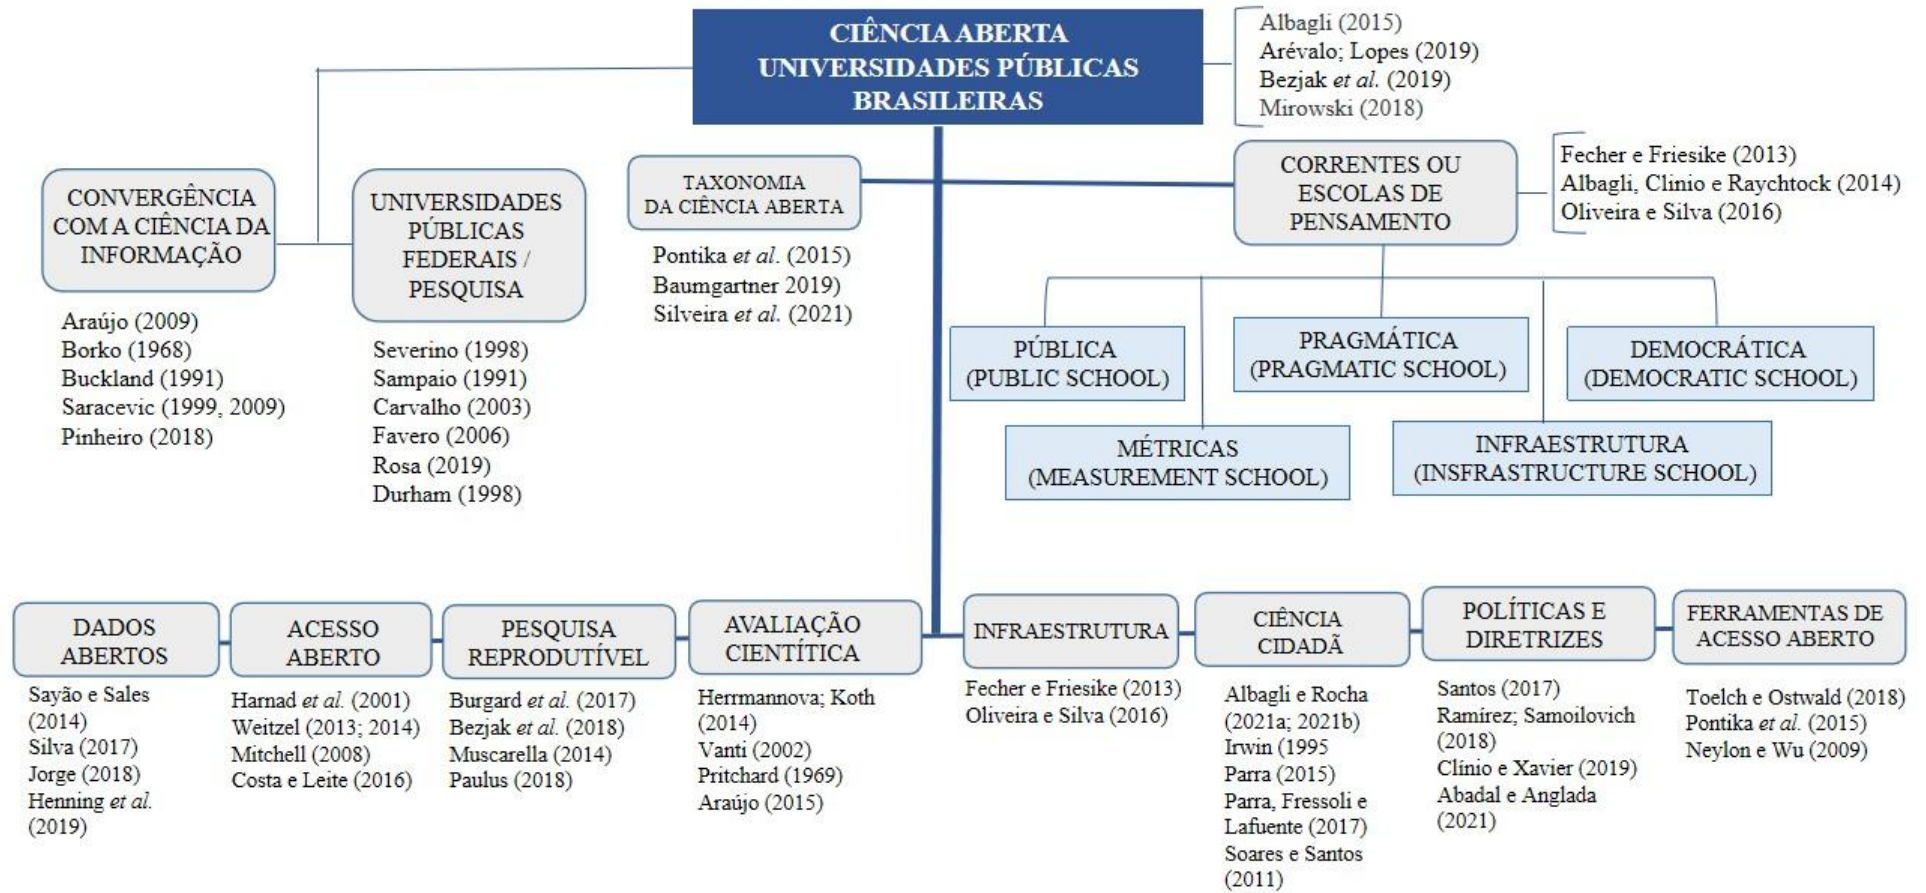 CIÊNCIA ABERTA
UNIVERSIDADES PÚBLICAS
BRASILEIRAS
Albagli (2015)
Arévalo; Lopes (2019)
Bezjak et al. (2019)
Mirowski (2018)
CONVERGÊNCIA
COM A CIÊNCIA DA
INFORMAÇÃO
Araújo (2009)
Borko (1968)
Buckland (1991)
Saracevic (1999, 2009)
Pinheiro (2018)
UNIVERSIDADES
PÚBLICAS
FEDERAIS /
PESQUISA
Severino (1998)
Sampaio (1991)
Carvalho (2003)
Favero (2006)
Rosa (2019)
Durham (1998)
TAXONOMIA
DA CIÊNCIA ABERTA
Pontika et al. (2015)
Baumgartner 2019)
Silveira et al. (2021)
CORRENTES OU
ESCOLAS DE
PENSAMENTO
Fecher e Friesike (2013)
Albagli, Clinio e Raychtock (2014)
Oliveira e Silva (2016)
PÚBLICA
(PUBLIC SCHOOL)
PRAGMÁTICA
(PRAGMATIC SCHOOL)
DEMOCRÁTICA
(DEMOCRATIC SCHOOL)
MÉTRICAS
(MEASUREMENT SCHOOL)
INFRAESTRUTURA
(INSFRASTRUCTURE SCHOOL)
DADOS
ABERTOS
Sayão e Sales
(2014)
Silva (2017)
Jorge (2018)
Henning et al.
(2019)
ACESSO
ABERTO
Harnad et al. (2001)
Weitzel (2013; 2014)
Mitchell (2008)
Costa e Leite (2016)
PESQUISA
REPRODUTÍVEL
Burgard et al. (2017)
Bezjak et al. (2018)
Muscarella (2014)
Paulus (2018)
AVALIAÇÃO
CIENTÍTICA
Herrmannova; Koth
(2014)
Vanti (2002)
Pritchard (1969)
Araújo (2015)
INFRAESTRUTURA
Fecher e Friesike (2013)
Oliveira e Silva (2016)
CIÊNCIA
CIDADÃ
Albagli e Rocha
(2021a; 2021b)
Irwin (1995
Parra (2015)
Parra, Fressoli e
Lafuente (2017)
Soares e Santos
(2011)
POLÍTICAS E
DIRETRIZES
Santos (2017)
Ramírez; Samoilovich
(2018)
Clínio e Xavier (2019)
Abadal e Anglada
(2021)
FERRAMENTAS DE
ACESSO ABERTO
Toelch e Ostwald (2018)
Pontika et al. (2015)
Neylon e Wu (2009)